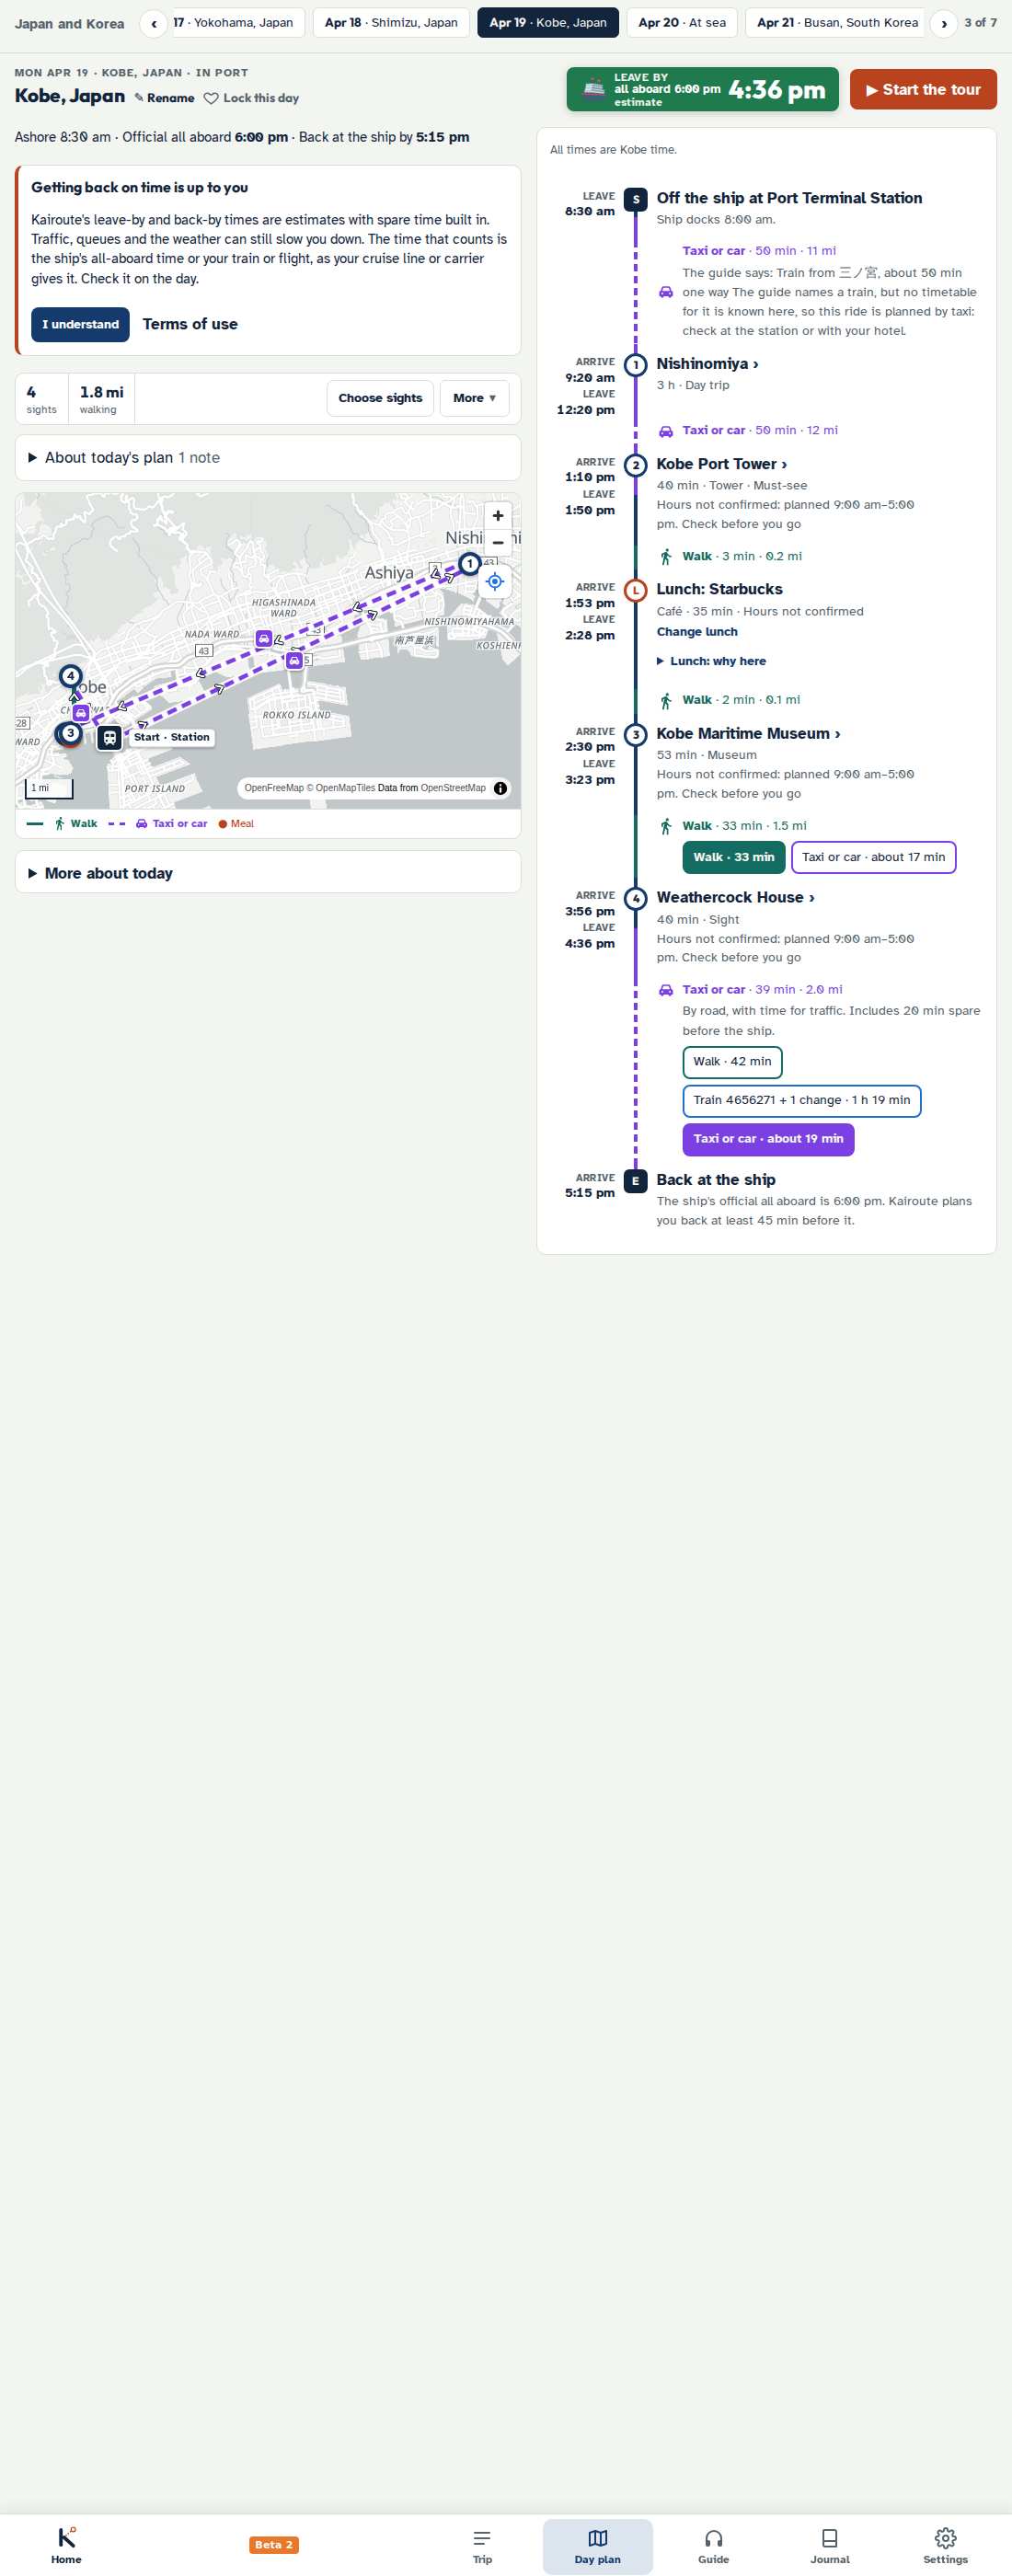 Japan and Korea
‹
17 · Yokohama, Japan
Apr 18 · Shimizu, Japan
Apr 19 · Kobe, Japan
Apr 20 · At sea
Apr 21 · Busan, South Korea
›
3 of 7
MON APR 19 · KOBE, JAPAN · IN PORT
Kobe, Japan
✎ Rename
Lock this day
LEAVE BY
all aboard 6:00 pm
estimate
4:36 pm
▶ Start the tour
Ashore 8:30 am · Official all aboard 6:00 pm · Back at the ship by 5:15 pm
Getting back on time is up to you
Kairoute's leave-by and back-by times are estimates with spare time built in.
Traffic, queues and the weather can still slow you down. The time that counts is
the ship's all-aboard time or your train or flight, as your cruise line or carrier
gives it. Check it on the day.
I understand
Terms of use
4
sights
1.8 mi
walking
Choose sights
More ▼
▶ About today's plan 1 note
+
−
Ashiya
1
43
2
HIGASHINADA
WARD
NADA WARD
43
NISHINOMIYAHAMA
南芦屋浜
4
obe
ROKKO ISLAND
28
WARD
3
Start · Station
1 mi
PORT ISLAND
OpenFreeMap © OpenMapTiles Data from OpenStreetMap
Walk
Taxi or car
Meal
▶ More about today
All times are Kobe time.
LEAVE
8:30 am
S
Off the ship at Port Terminal Station
Ship docks 8:00 am.
Taxi or car · 50 min · 11 mi
The guide says: Train from 三ノ宮, about 50 min
one way The guide names a train, but no timetable
for it is known here, so this ride is planned by taxi:
check at the station or with your hotel.
ARRIVE
9:20 am
LEAVE
12:20 pm
1
Nishinomiya ›
3 h · Day trip
Taxi or car · 50 min · 12 mi
ARRIVE
1:10 pm
LEAVE
1:50 pm
2
Kobe Port Tower ›
40 min · Tower · Must-see
Hours not confirmed: planned 9:00 am–5:00
pm. Check before you go
Walk · 3 min · 0.2 mi
ARRIVE
1:53 pm
LEAVE
2:28 pm
L
Lunch: Starbucks
Café · 35 min · Hours not confirmed
Change lunch
▶ Lunch: why here
Walk · 2 min · 0.1 mi
ARRIVE
2:30 pm
LEAVE
3:23 pm
3
Kobe Maritime Museum ›
53 min · Museum
Hours not confirmed: planned 9:00 am–5:00
pm. Check before you go
Walk · 33 min · 1.5 mi
Walk · 33 min
Taxi or car · about 17 min
ARRIVE
3:56 pm
LEAVE
4:36 pm
4
Weathercock House ›
40 min · Sight
Hours not confirmed: planned 9:00 am–5:00
pm. Check before you go
Taxi or car · 39 min · 2.0 mi
By road, with time for traffic. Includes 20 min spare
before the ship.
Walk · 42 min
Train 4656271 + 1 change · 1 h 19 min
Taxi or car · about 19 min
ARRIVE
5:15 pm
E
Back at the ship
The ship's official all aboard is 6:00 pm. Kairoute plans
you back at least 45 min before it.
Home
Beta 2
Trip
Day plan
Guide
Journal
Settings